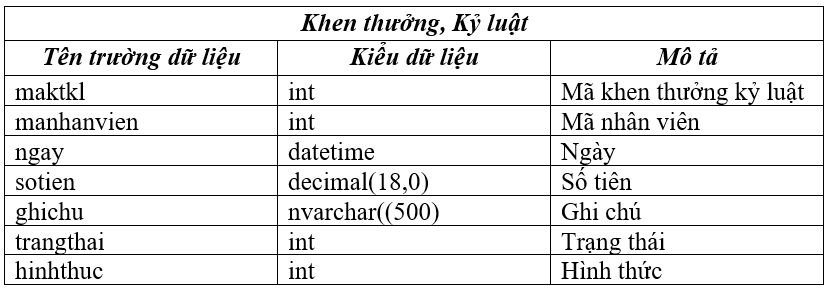 Khen thưởng, Kỷ luật
Tên trường dữ liệu Kiểu dữ liệu Mô tả
maktkl int Mã khen thưởng kỷ luật
manhanvien int Mã nhân viên
ngay datetime Ngày
sotien decimal(18,0) Số tiên
ghichu nvarchar((500) Ghi chú
trangthai int Trạng thái
hinhthuc int Hình thức